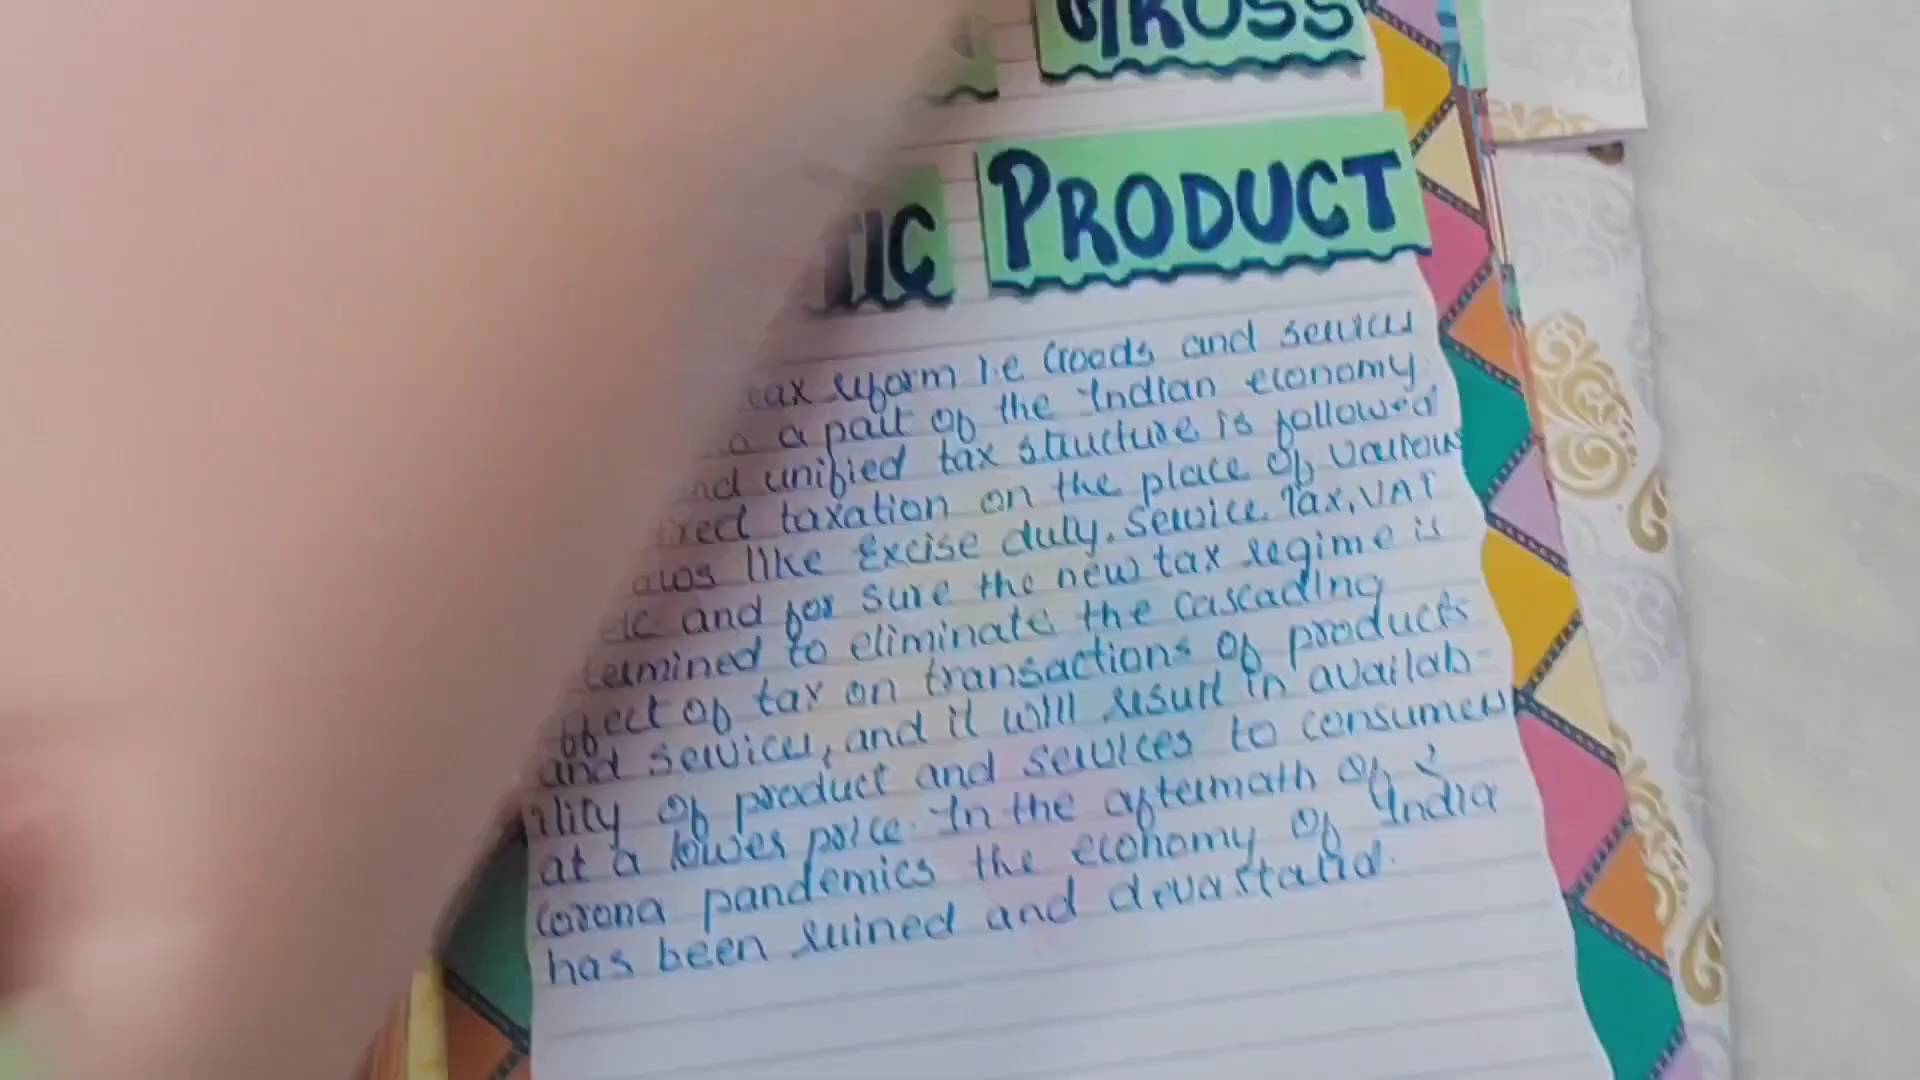 GROSS
PRODUCT
tax reform i.e Goods and services
a part of the Indian economy
unified tax structure is followed
taxation on the place of various
like Excise duty, Service Tax, VAT
and for sure the new tax regime is
to eliminate the cascading
of tax on transactions of products
and services, and it will result in availab-
ility of product and services to consumers
at a lower price. In the aftermath of
corona pandemics the economy of India
has been ruined and devastatid.